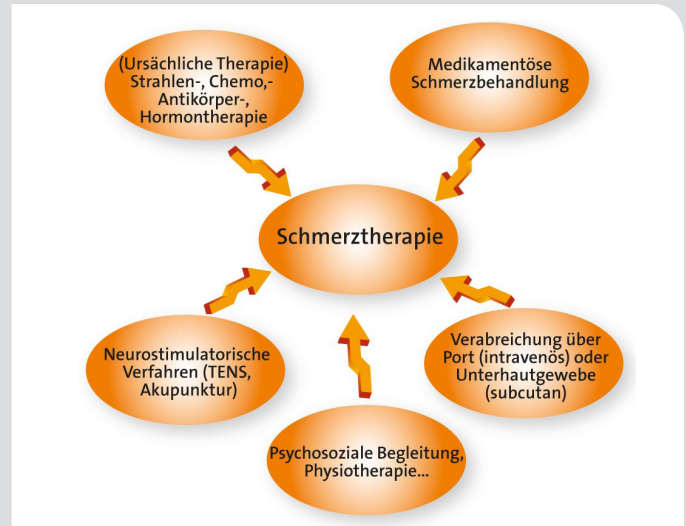 (Ursächliche Therapie)
Strahlen-, Chemo,-
Antikörper-,
Hormontherapie
Medikamentöse
Schmerzbehandlung
Schmerztherapie
Neurostimulatorische
Verfahren (TENS,
Akupunktur)
Verabreichung über
Port (intravenös) oder
Unterhautgewebe
(subcutan)
Psychosoziale Begleitung,
Physiotherapie...